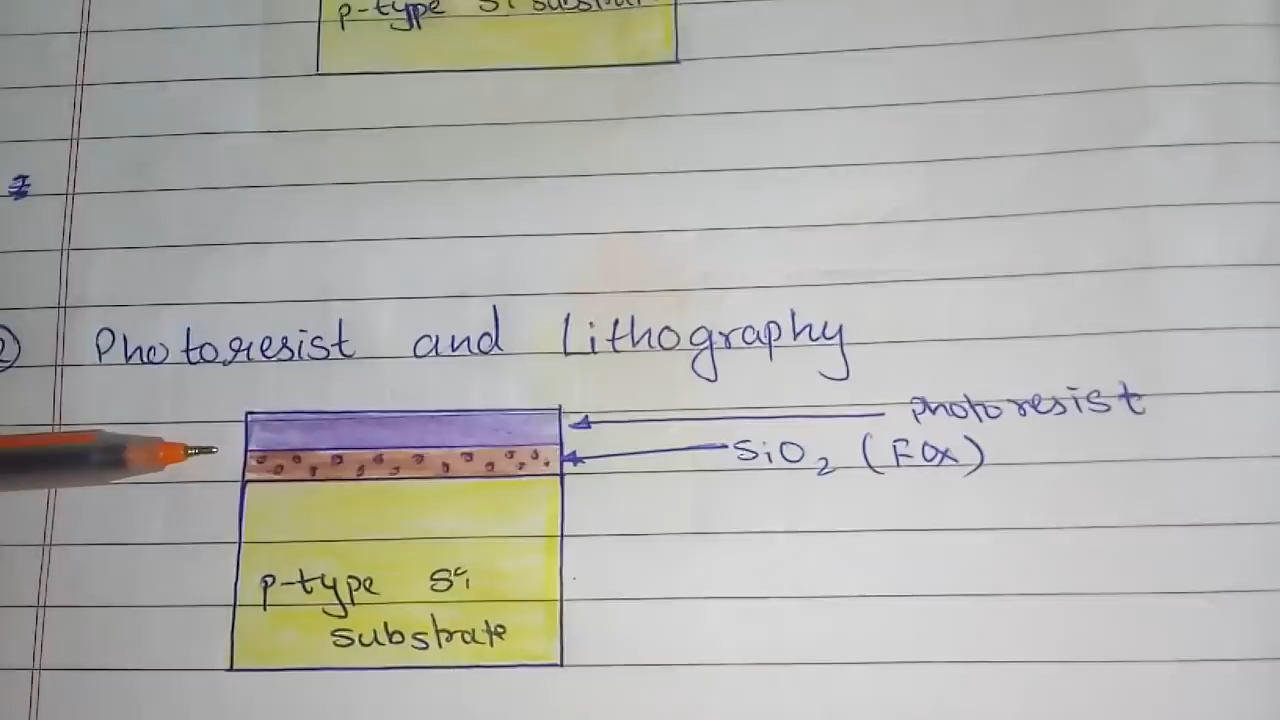 p-type Si substrate
2) Photoresist and Lithography
photoresist
SiO2 (FOx)
p-type Si
substrate